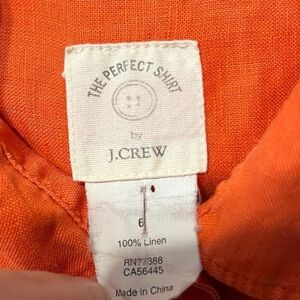 THE PERFECT SHIRT
by
J.CREW
6
100% Linen
RN77388
CA56445
Made in China